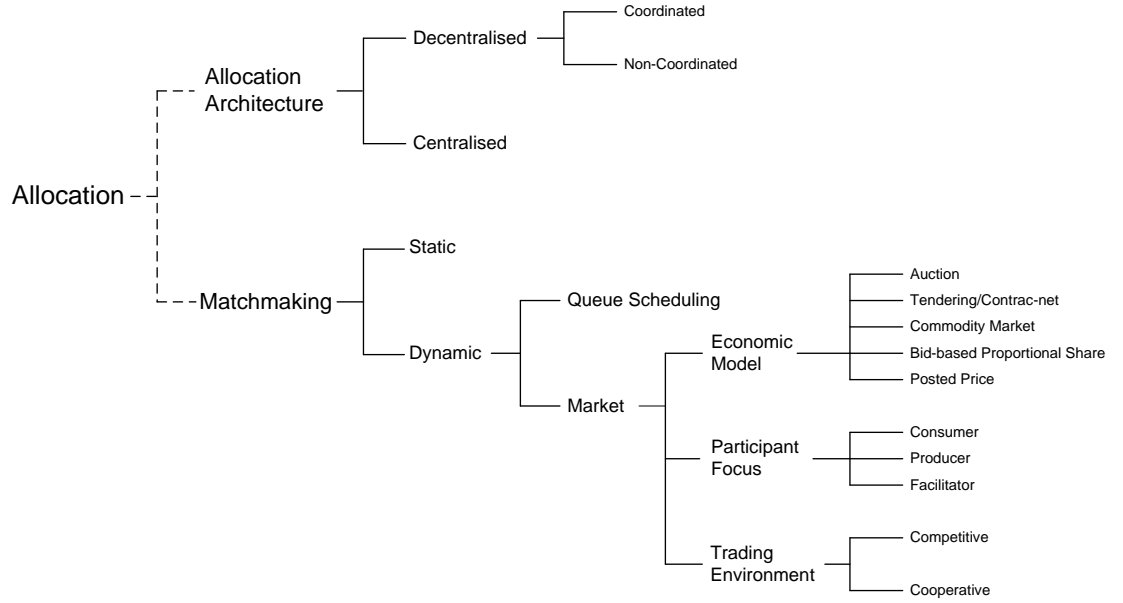 Coordinated
Decentralised
Non-Coordinated
Allocation
Architecture
Centralised
Allocation
Static
Matchmaking
Dynamic
Queue Scheduling
Market
Economic
Model
Auction
Tendering/Contrac-net
Commodity Market
Bid-based Proportional Share
Posted Price
Participant
Focus
Consumer
Producer
Facilitator
Trading
Environment
Competitive
Cooperative